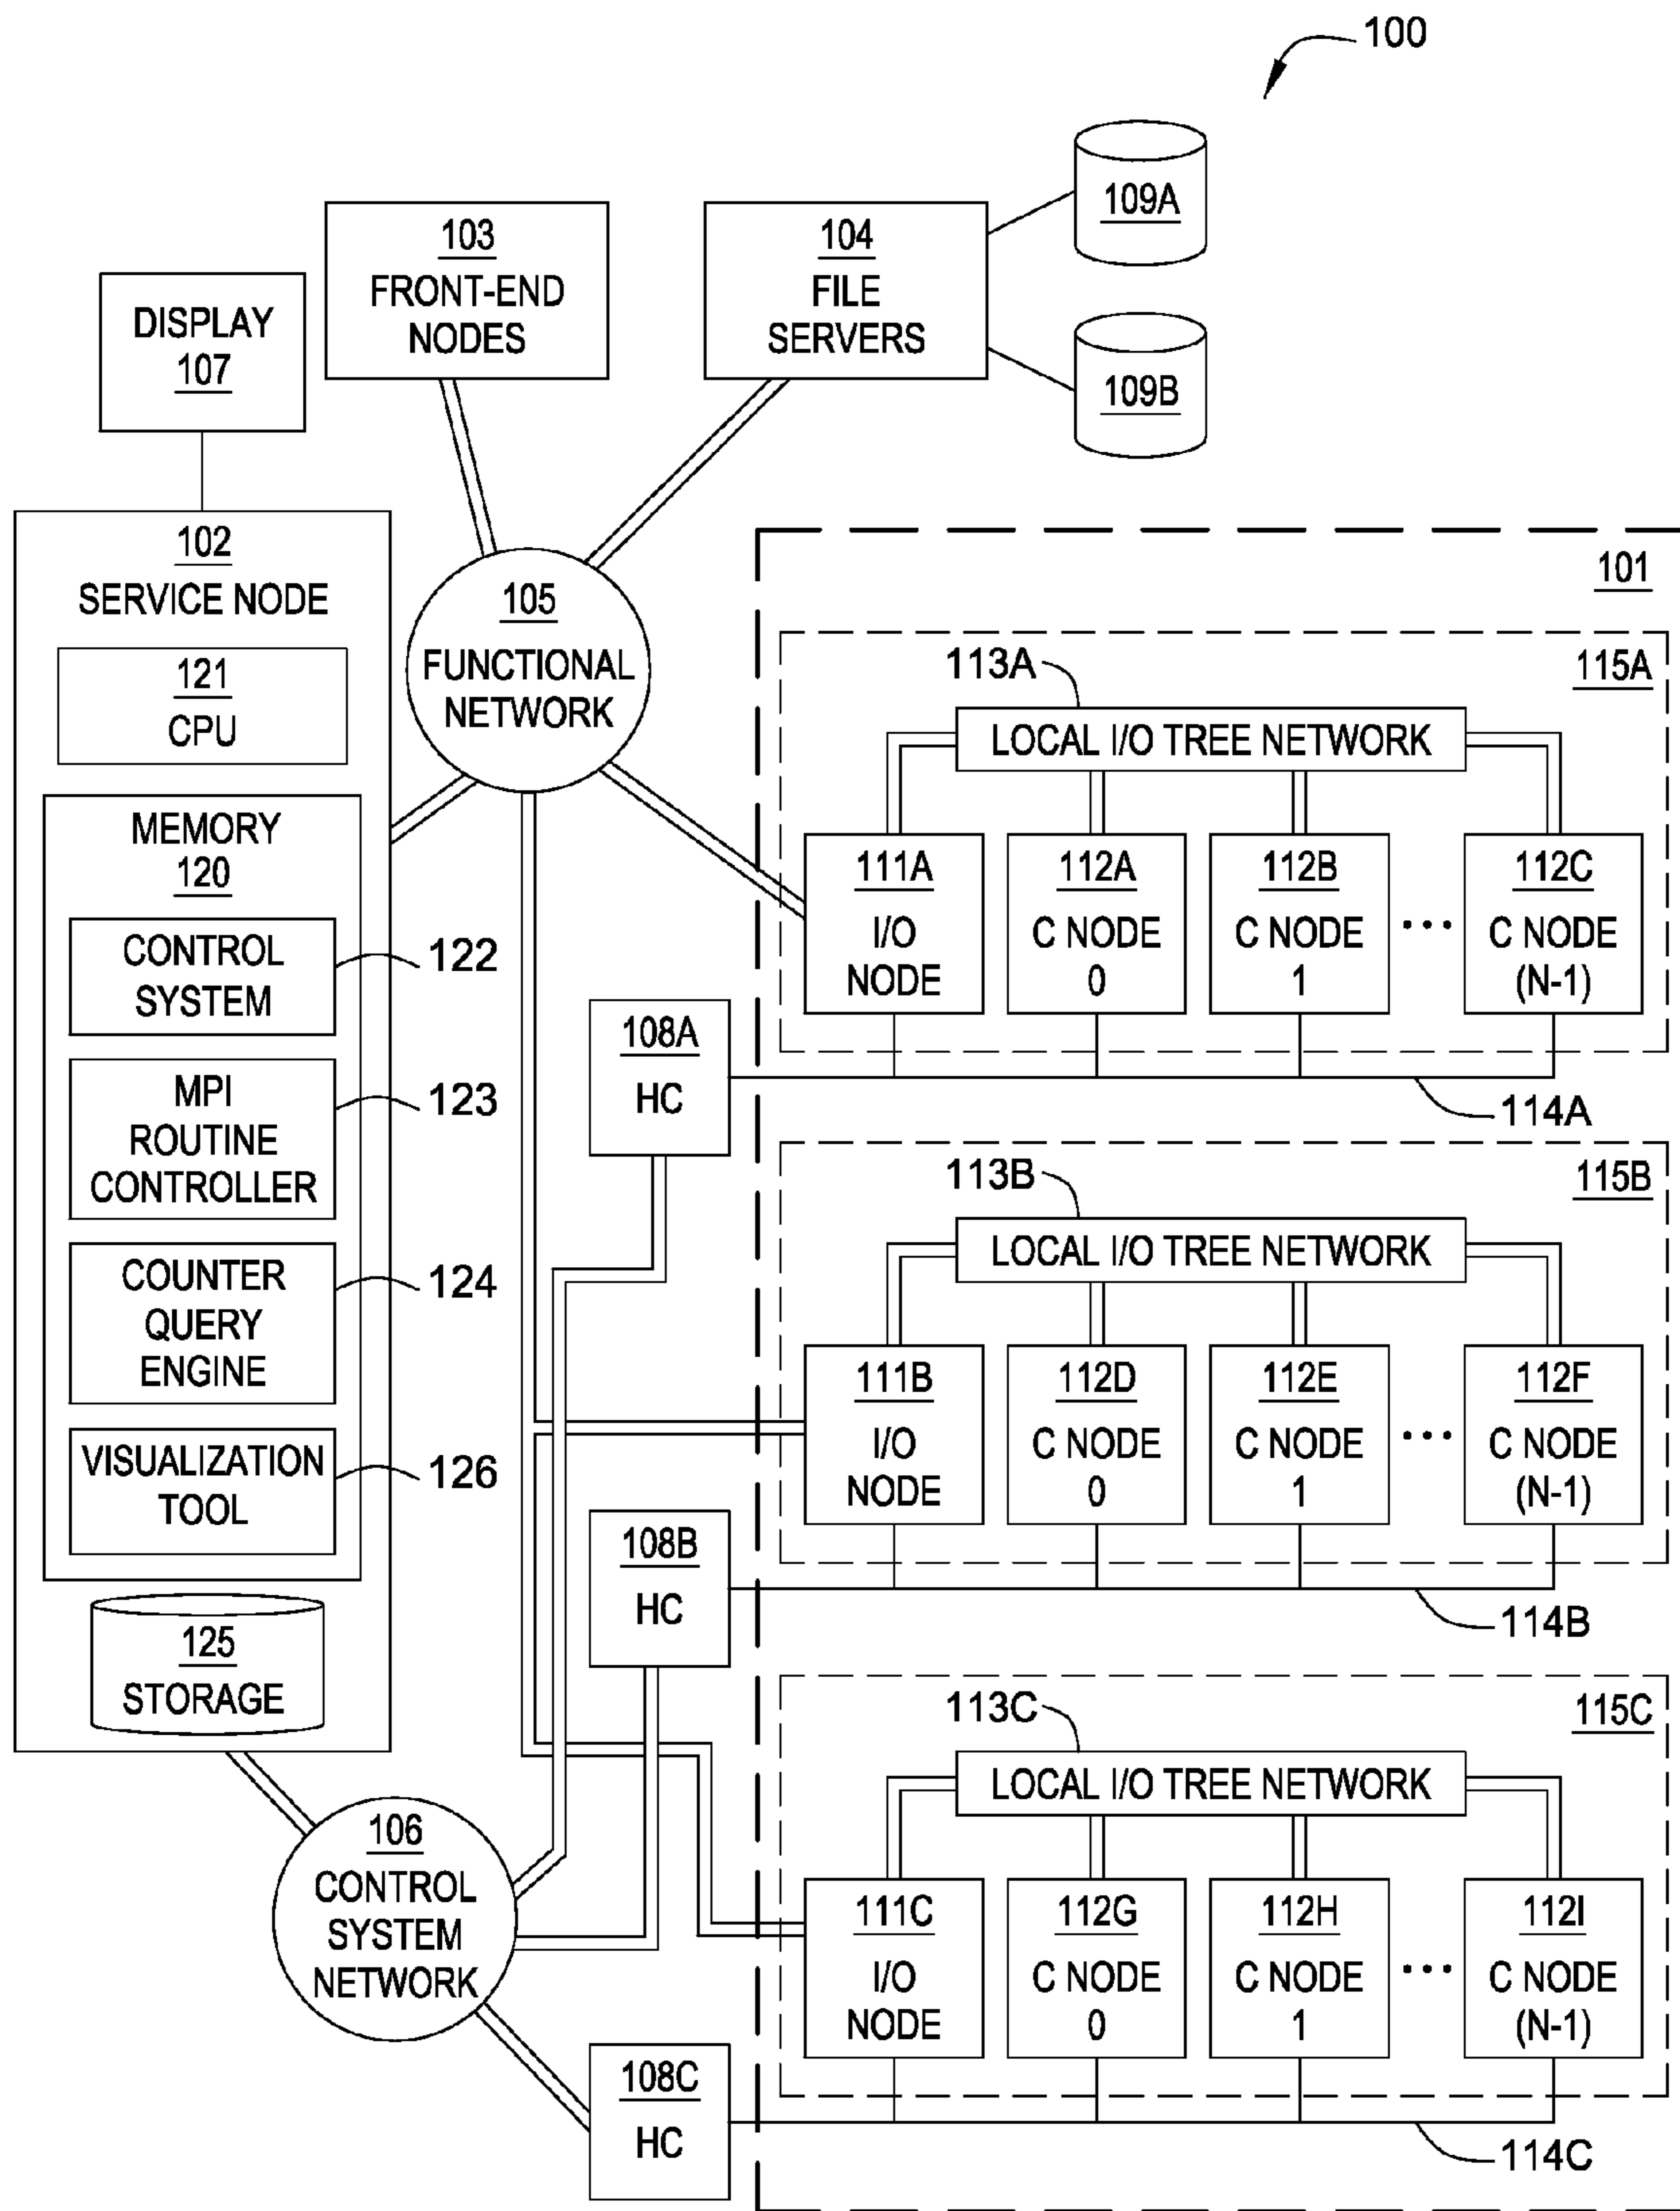 100
109A
109B
103
FRONT-END
NODES
104
FILE
SERVERS
DISPLAY
107
102
SERVICE NODE
121
CPU
MEMORY
120
CONTROL
SYSTEM
122
MPI
ROUTINE
CONTROLLER
123
COUNTER
QUERY
ENGINE
124
VISUALIZATION
TOOL
126
125
STORAGE
105
FUNCTIONAL
NETWORK
106
CONTROL
SYSTEM
NETWORK
108A
HC
108B
HC
108C
HC
101
115A
113A
LOCAL I/O TREE NETWORK
111A
I/O
NODE
112A
C NODE
0
112B
C NODE
1
...
112C
C NODE
(N-1)
114A
115B
113B
LOCAL I/O TREE NETWORK
111B
I/O
NODE
112D
C NODE
0
112E
C NODE
1
...
112F
C NODE
(N-1)
114B
115C
113C
LOCAL I/O TREE NETWORK
111C
I/O
NODE
112G
C NODE
0
112H
C NODE
1
...
112I
C NODE
(N-1)
114C